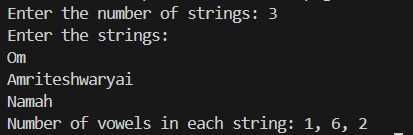 Enter the number of strings: 3
Enter the strings:
Om
Amriteshwaryai
Namah
Number of vowels in each string: 1, 6, 2